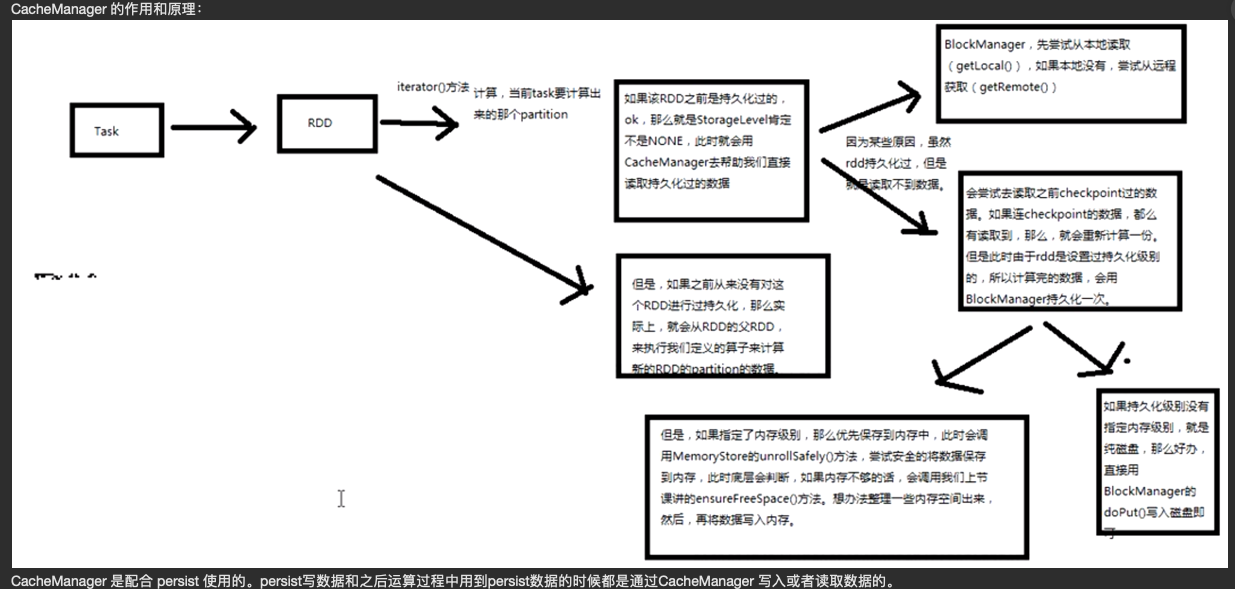 CacheManager 的作用和原理：
Task
RDD
iterator()方法
计算，当前task要计算出
来的那个partition
如果该RDD之前是持久化过的，
ok，那么就是StorageLevel肯定
不是NONE，此时就会用
CacheManager去帮助我们直接
读取持久化过的数据
BlockManager，先尝试从本地读取
（getLocal()），如果本地没有，尝试从远程
获取（getRemote()）
因为某些原因，虽然
rdd持久化过，但是
就是读取不到数据。
会尝试去读取之前checkpoint过的数
据。如果连checkpoint的数据，都么
有读取到，那么，就会重新计算一份。
但是此时由于rdd是设置过持久化级别
的，所以计算完的数据，会用
BlockManager持久化一次。
但是，如果之前从来没有对这
个RDD进行过持久化，那么实
际上，就会从RDD的父RDD，
来执行我们定义的算子来计算
新的RDD的partition的数据。
但是，如果指定了内存级别，那么优先保存到内存中，此时会调
用MemoryStore的unrollSafely()方法，尝试安全的将数据保存
到内存，此时底层会判断，如果内存不够的话，会调用我们上节
课讲的ensureFreeSpace()方法。想办法整理一些内存空间出来，
然后，再将数据写入内存。
如果持久化级别没有
指定内存级别，就是
纯磁盘，那么好办，
直接用
BlockManager的
doPut()写入磁盘即
可
CacheManager 是配合 persist 使用的。persist写数据和之后运算过程中用到persist数据的时候都是通过CacheManager 写入或者读取数据的。